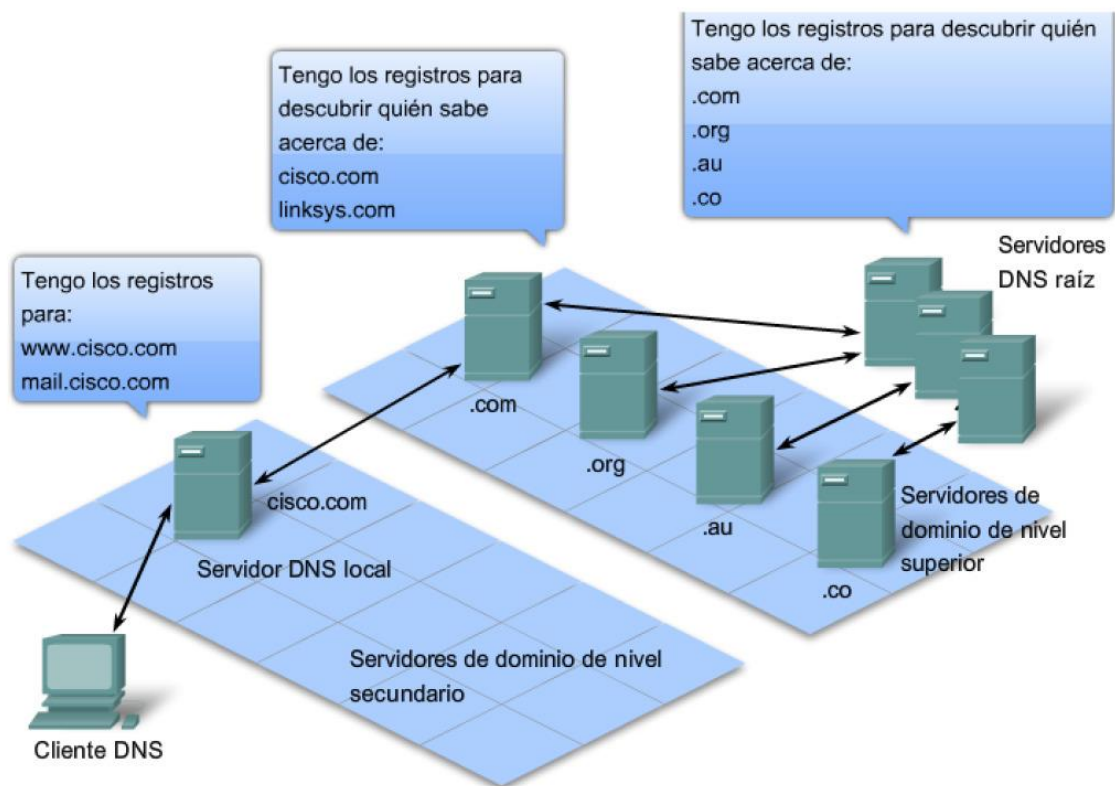 Tengo los registros para descubrir quién
sabe acerca de:
.com
.org
.au
.co
Tengo los registros para
descubrir quién sabe
acerca de:
cisco.com
linksys.com
Tengo los registros
para:
www.cisco.com
mail.cisco.com
Servidores
DNS raíz
.com
.org
.au
.co
Servidores de
dominio de nivel
superior
cisco.com
Servidor DNS local
Servidores de dominio de nivel
secundario
Cliente DNS